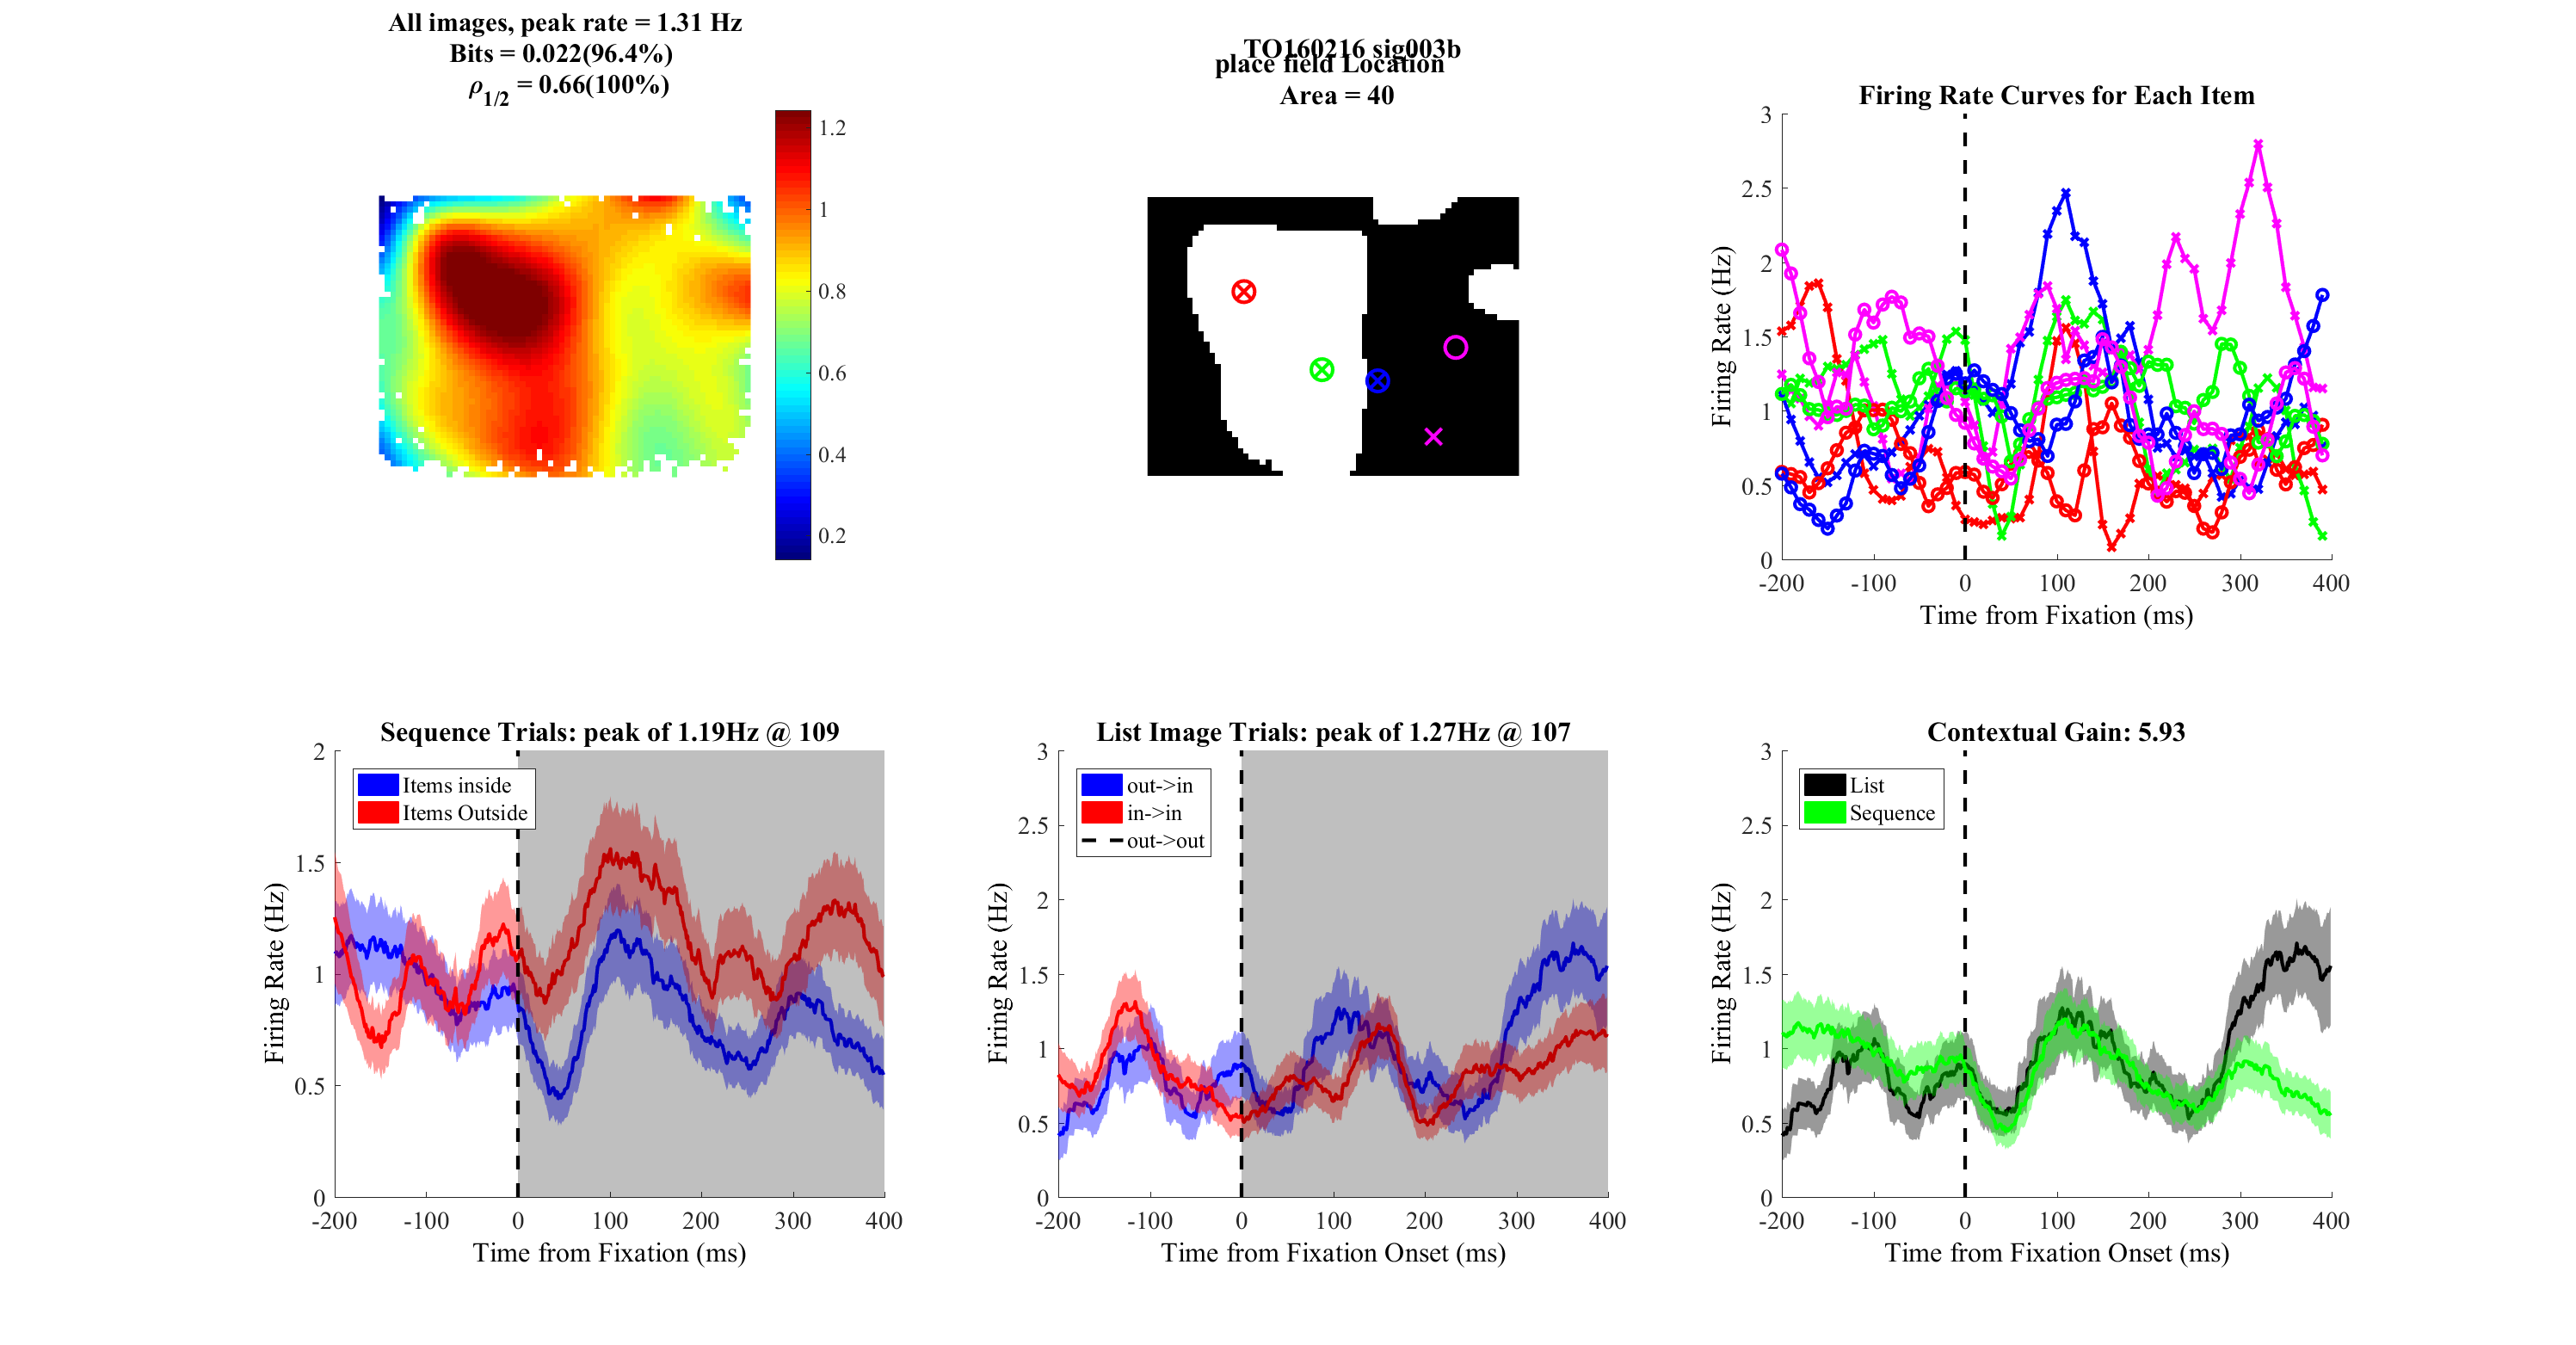 All images, peak rate = 1.31 Hz
Bits = 0.022(96.4%)
ρ1/2 = 0.66(100%)
1.2
1
0.8
0.6
0.4
0.2
TO160216 sig003b
place field Location
Area = 40
Firing Rate Curves for Each Item
3
2.5
2
1.5
1
0.5
0
Firing Rate (Hz)
-200 -100 0 100 200 300 400
Time from Fixation (ms)
Sequence Trials: peak of 1.19Hz @ 109
Items inside
Items Outside
2
1.5
1
0.5
0
Firing Rate (Hz)
-200 -100 0 100 200 300 400
Time from Fixation (ms)
List Image Trials: peak of 1.27Hz @ 107
out->in
in->in
out->out
3
2.5
2
1.5
1
0.5
0
Firing Rate (Hz)
-200 -100 0 100 200 300 400
Time from Fixation Onset (ms)
Contextual Gain: 5.93
List
Sequence
3
2.5
2
1.5
1
0.5
0
Firing Rate (Hz)
-200 -100 0 100 200 300 400
Time from Fixation Onset (ms)